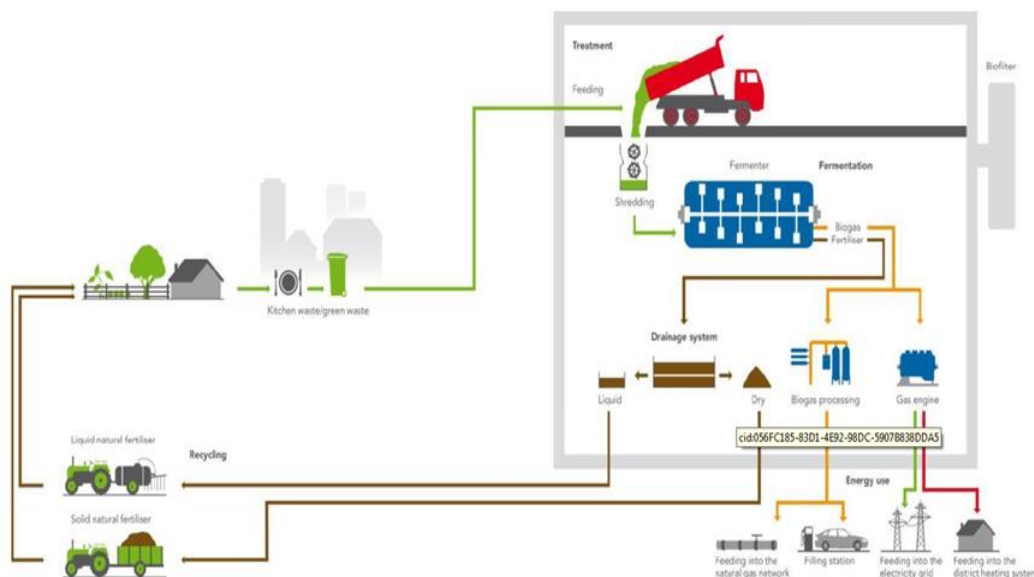 Treatment
Feeding
Biofilter
Shredding
Fermenter
Fermentation
Biogas
Fertiliser
Kitchen waste/green waste
Drainage system
Liquid
Dry
Biogas processing
Gas engine
cid:056FC185-83D1-4E92-98DC-5907B838DDA5
Liquid natural fertiliser
Recycling
Solid natural fertiliser
Energy use
Feeding into the
natural gas network
Filling station
Feeding into the
electricity grid
Feeding into the
district heating system